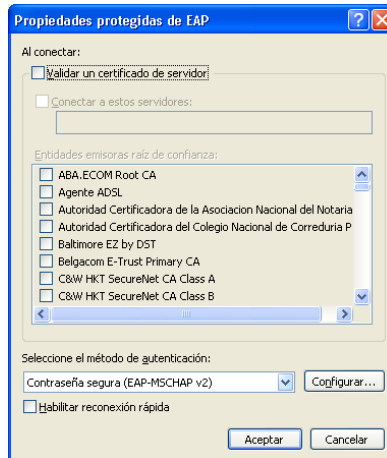 Propiedades protegidas de EAP
Al conectar:
Validar un certificado de servidor
Conectar a estos servidores:
Entidades emisoras raíz de confianza:
ABA.ECOM Root CA
Agente ADSL
Autoridad Certificadora de la Asociacion Nacional del Notaria
Autoridad Certificadora del Colegio Nacional de Correduria P
Baltimore EZ by DST
Belgacom E-Trust Primary CA
C&W HKT SecureNet CA Class A
C&W HKT SecureNet CA Class B
Seleccione el método de autenticación:
Contraseña segura (EAP-MSCHAP v2)
Configurar...
Habilitar reconexión rápida
Aceptar
Cancelar